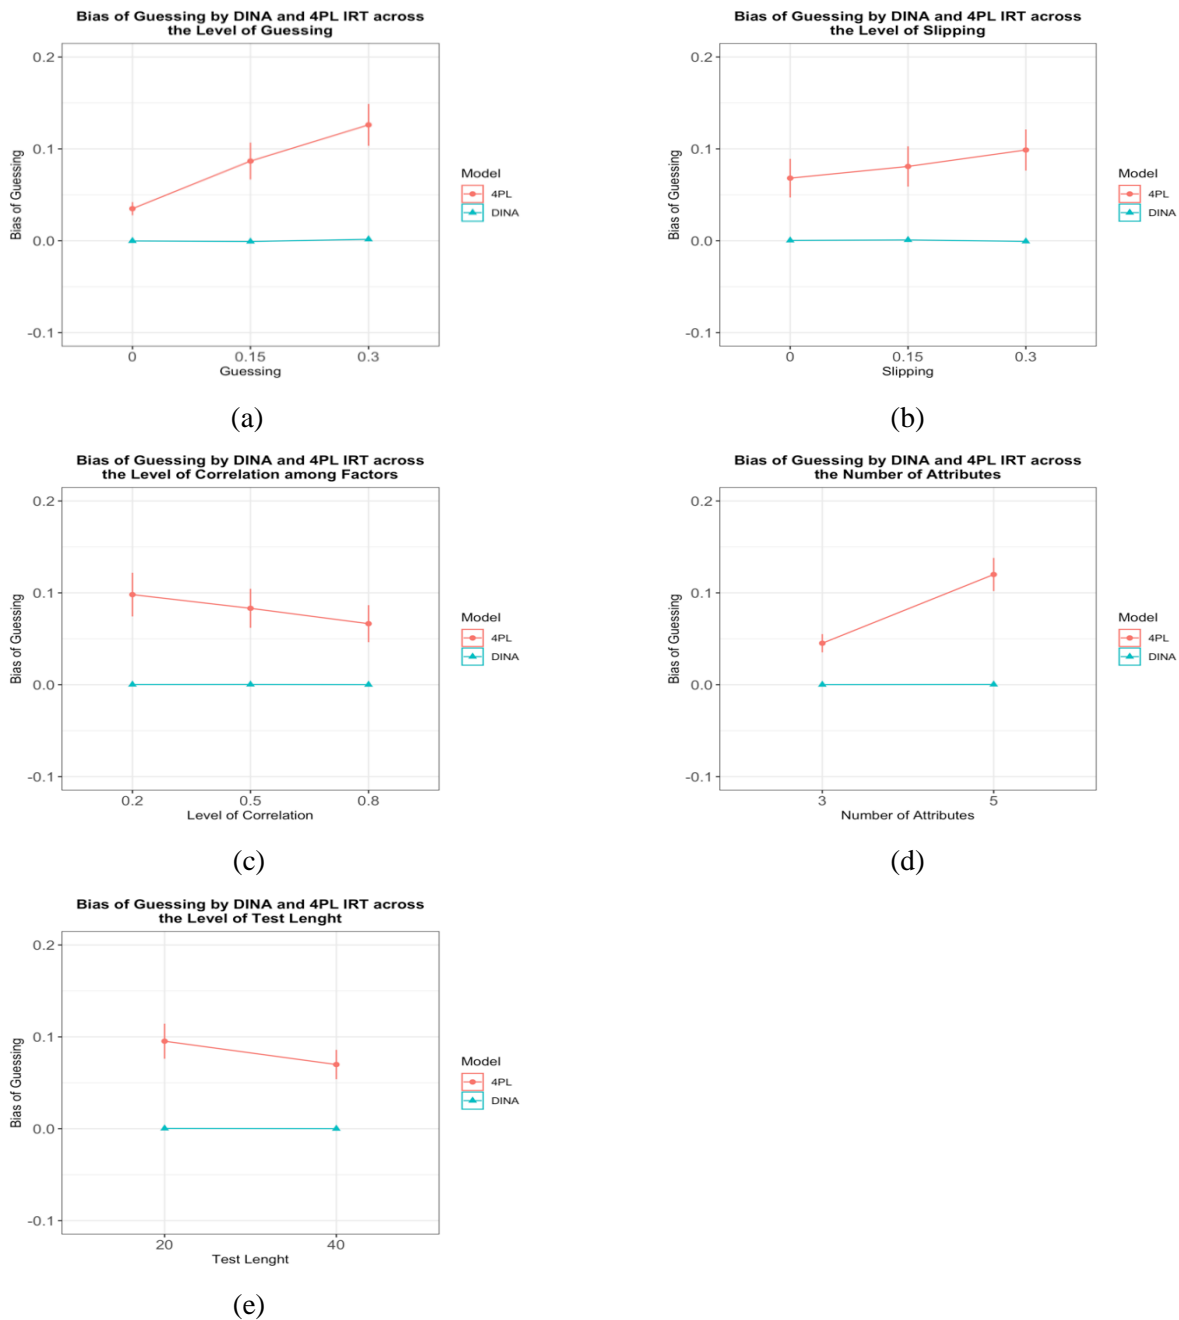 Bias of Guessing by DINA and 4PL IRT across
the Level of Guessing
0.2
0.1
0.0
-0.1
Bias of Guessing
0 0.15 0.3
Guessing
Model
4PL
DINA
(a)
Bias of Guessing by DINA and 4PL IRT across
the Level of Slipping
0.2
0.1
0.0
-0.1
Bias of Guessing
0 0.15 0.3
Slipping
Model
4PL
DINA
(b)
Bias of Guessing by DINA and 4PL IRT across
the Level of Correlation among Factors
0.2
0.1
0.0
-0.1
Bias of Guessing
0.2 0.5 0.8
Level of Correlation
Model
4PL
DINA
(c)
Bias of Guessing by DINA and 4PL IRT across
the Number of Attributes
0.2
0.1
0.0
-0.1
Bias of Guessing
3 5
Number of Attributes
Model
4PL
DINA
(d)
Bias of Guessing by DINA and 4PL IRT across
the Level of Test Lenght
0.2
0.1
0.0
-0.1
Bias of Guessing
20 40
Test Lenght
Model
4PL
DINA
(e)